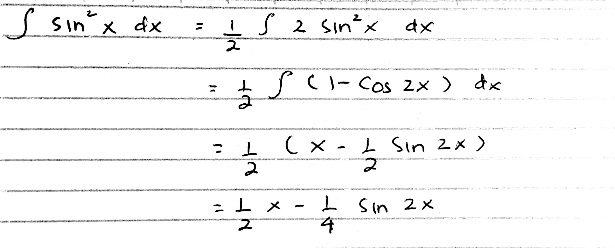 ∫ sin²x dx = 1/2 ∫ 2 sin²x dx
= 1/2 ∫ (1 - cos 2x) dx
= 1/2 (x - 1/2 sin 2x)
= 1/2 x - 1/4 sin 2x